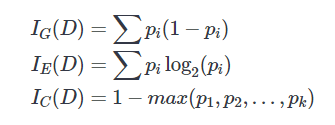 I_G(D) = ∑ p_i(1 − p_i)
I_E(D) = ∑ p_i log_2(p_i)
I_C(D) = 1 − max(p_1, p_2, . . . , p_k)